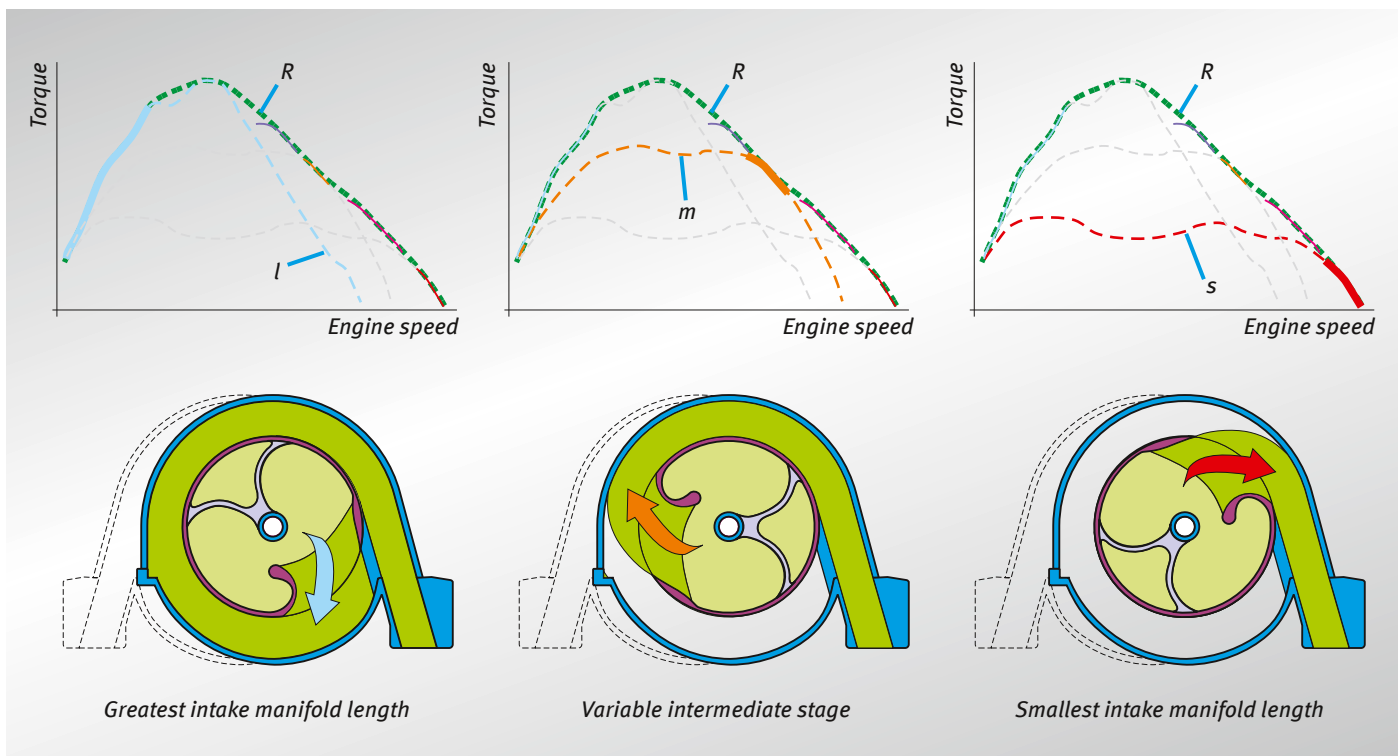 Torque
R
l
Engine speed
Torque
R
m
Engine speed
Torque
R
s
Engine speed
Greatest intake manifold length
Variable intermediate stage
Smallest intake manifold length